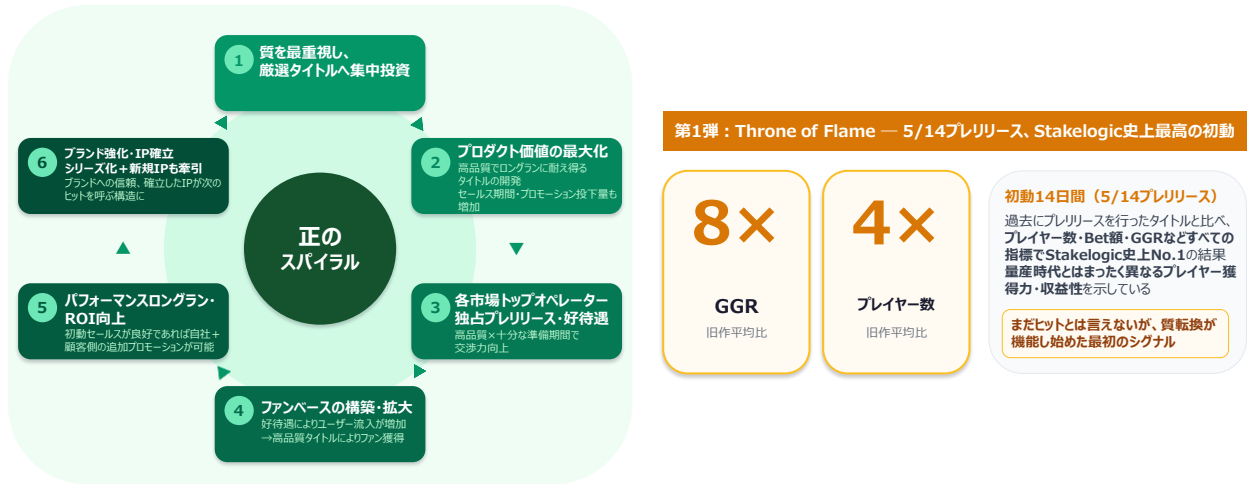 1
質を最重視し、
厳選タイトルへ集中投資
2
プロダクト価値の最大化
高品質でロングランに耐え得る
タイトルの開発
セールス期間・プロモーション投下量も
増加
3
各市場トップオペレーター
独占プレリリース・好待遇
高品質×十分な準備期間で
交渉力向上
4
ファンベースの構築・拡大
好待遇によりユーザー流入が増加
→高品質タイトルによりファン獲得
5
パフォーマンスロングラン・
ROI向上
初動セールスが良好であれば自社＋
顧客側の追加プロモーションが可能
6
ブランド強化・IP確立
シリーズ化＋新規IPも牽引
ブランドへの信頼、確立したIPが次の
ヒットを呼ぶ構造に
正の
スパイラル
第1弾：Throne of Flame ― 5/14プレリリース、Stakelogic史上最高の初動
8×
GGR
旧作平均比
4×
プレイヤー数
旧作平均比
初動14日間（5/14プレリリース）
過去にプレリリースを行ったタイトルと比べ、
プレイヤー数・Bet額・GGRなどすべての
指標でStakelogic史上No.1の結果
量産時代とはまったく異なるプレイヤー獲
得力・収益性を示している
まだヒットとは言えないが、質転換が
機能し始めた最初のシグナル